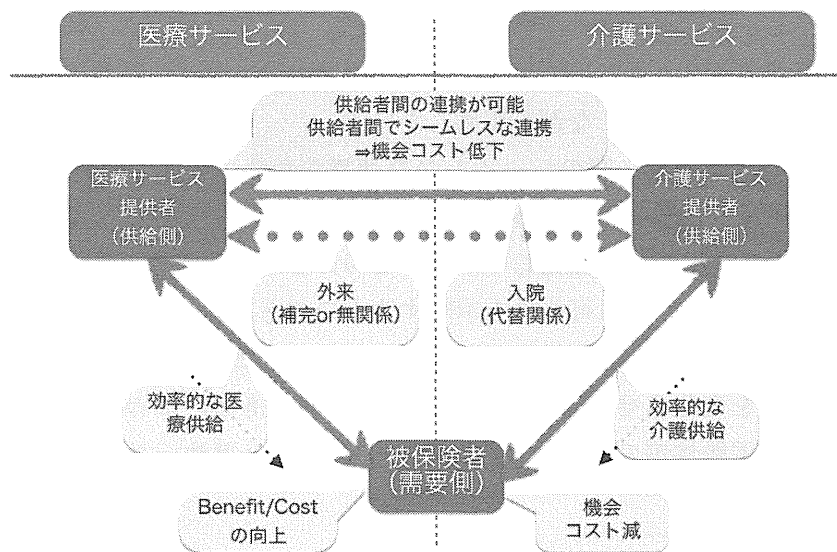 医療サービス
介護サービス
供給者間の連携が可能
供給者間でシームレスな連携
⇒機会コスト低下
医療サービス
提供者
(供給側)
介護サービス
提供者
(供給側)
外来
(補完or無関係)
入院
(代替関係)
効率的な医
療供給
効率的な
介護供給
被保険者
(需要側)
Benefit/Cost
の向上
機会
コスト減